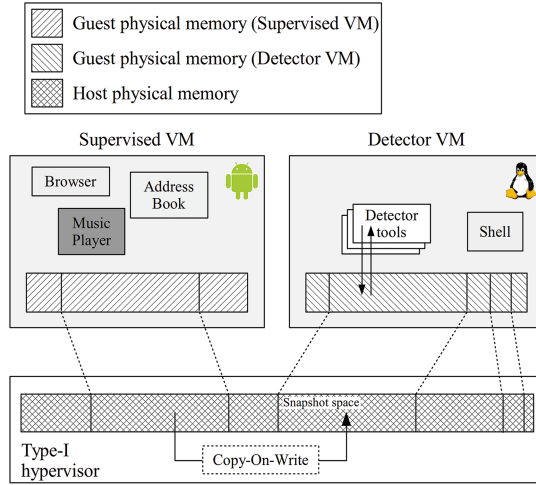 Guest physical memory (Supervised VM)
Guest physical memory (Detector VM)
Host physical memory
Supervised VM
Detector VM
Browser
Address
Book
Music
Player
Detector
tools
Shell
Snapshot space
Type-I
hypervisor
Copy-On-Write